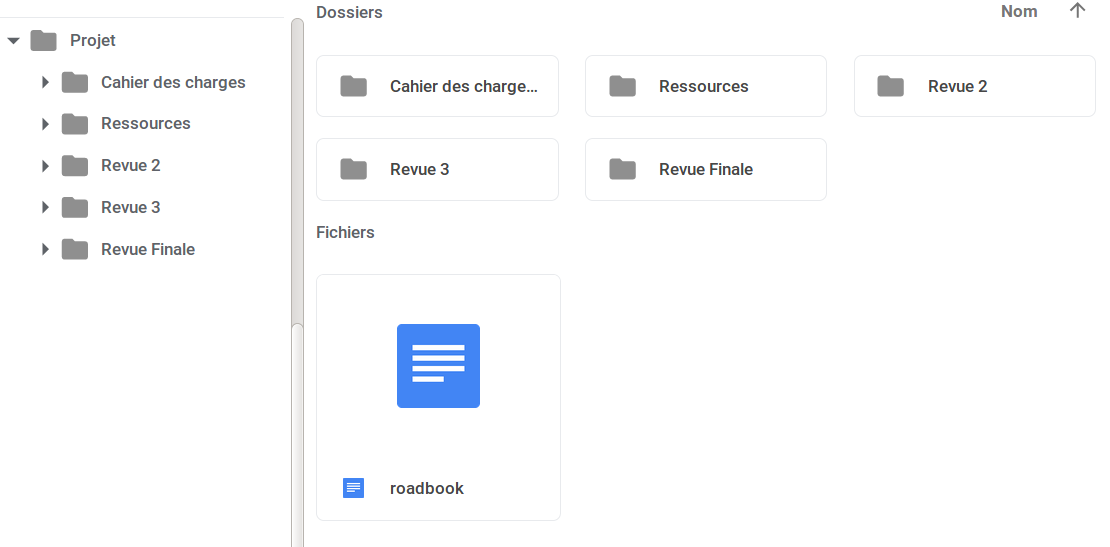 Projet
Cahier des charges
Ressources
Revue 2
Revue 3
Revue Finale
Dossiers
Nom
Cahier des charge...
Ressources
Revue 2
Revue 3
Revue Finale
Fichiers
roadbook